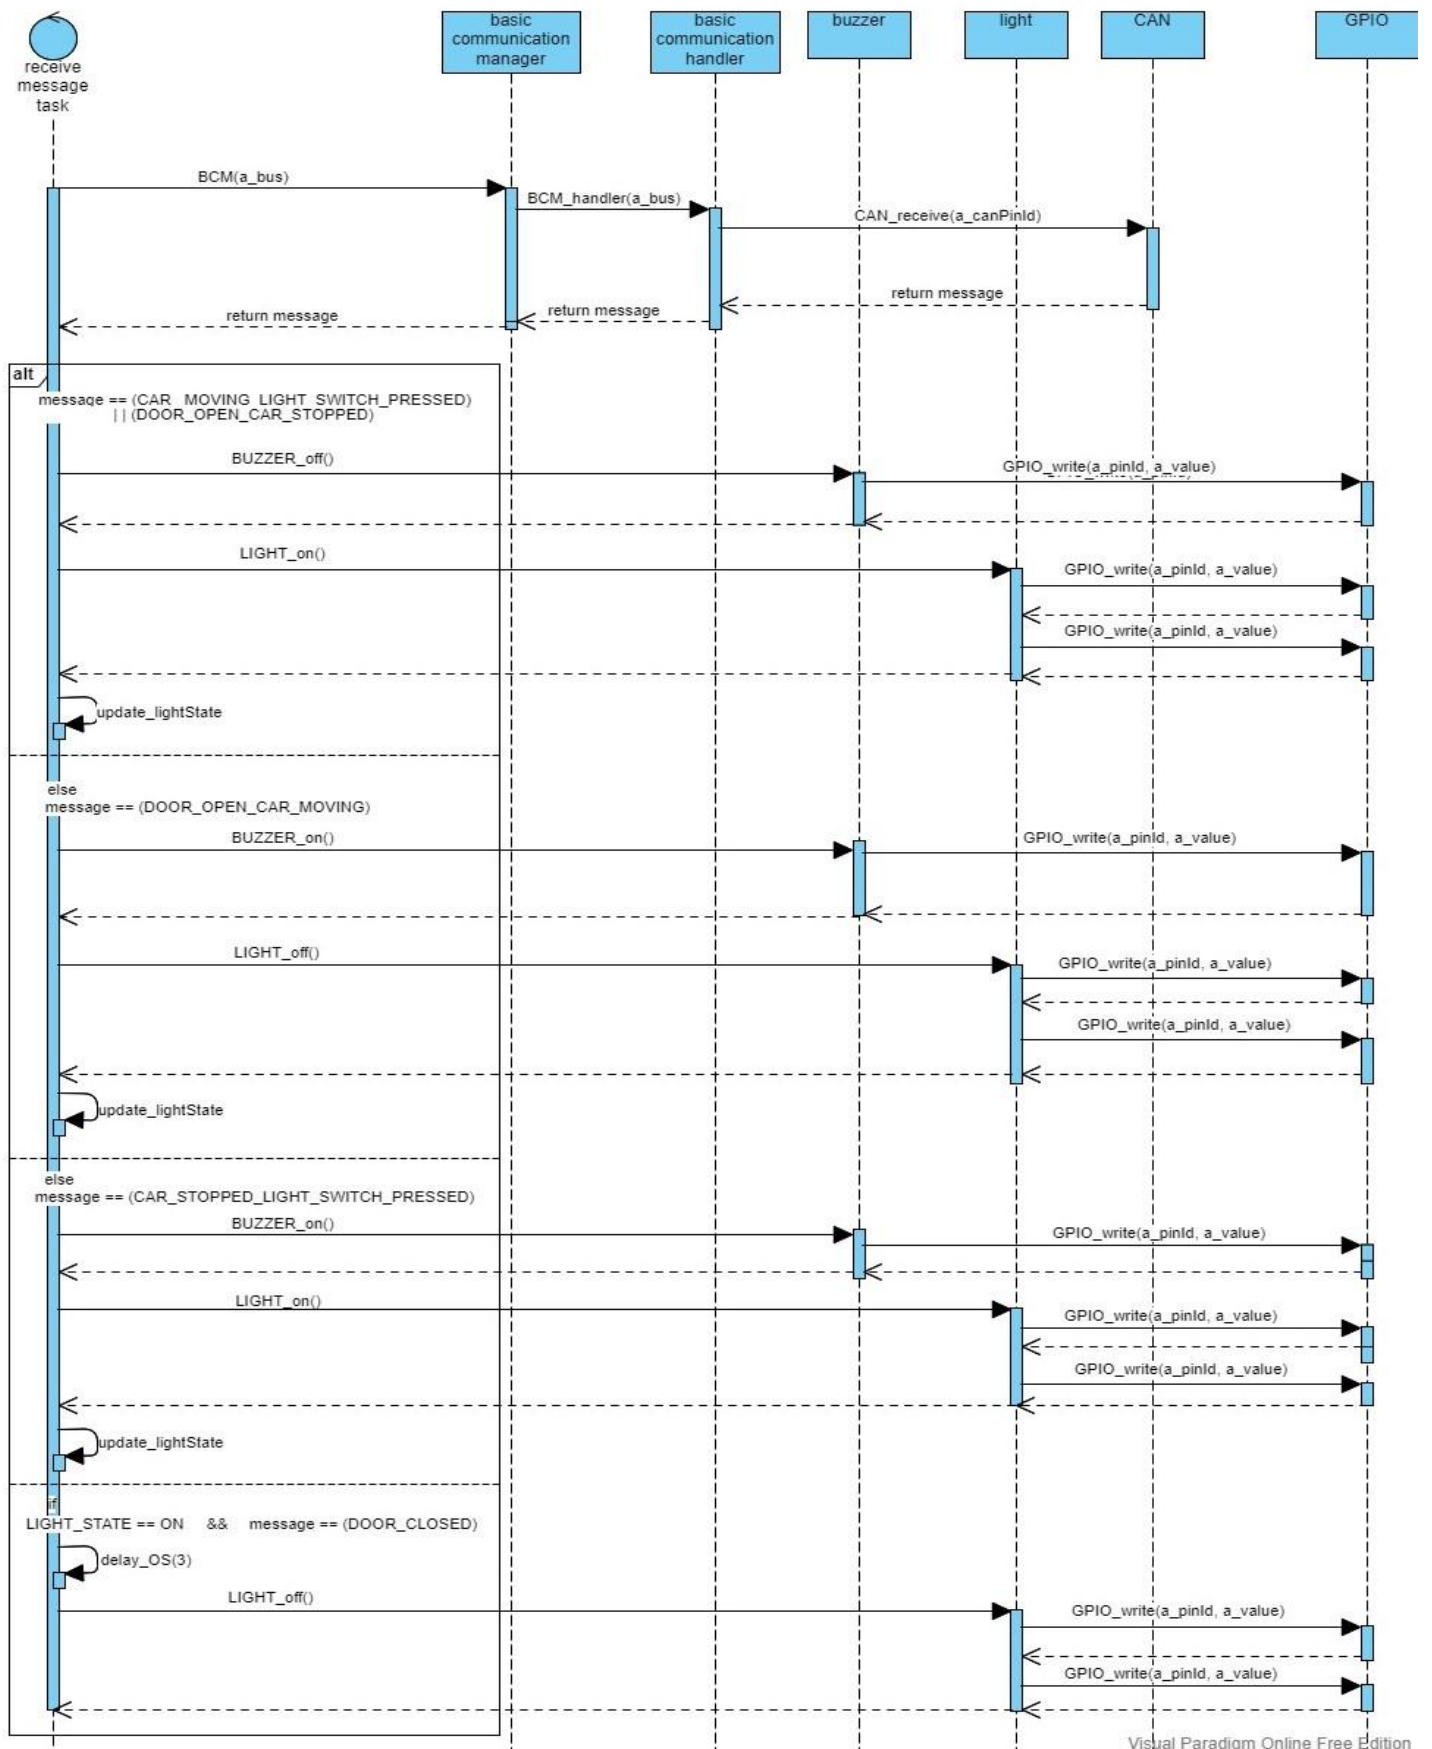 receive
message
task
basic
communication
manager
basic
communication
handler
buzzer
light
CAN
GPIO
BCM(a_bus)
BCM_handler(a_bus)
CAN_receive(a_canPinId)
return message
return message
return message
alt
message == (CAR_MOVING_LIGHT_SWITCH_PRESSED)
|| (DOOR_OPEN_CAR_STOPPED)
BUZZER_off()
GPIO_write(a_pinId, a_value)
LIGHT_on()
GPIO_write(a_pinId, a_value)
GPIO_write(a_pinId, a_value)
update_lightState
else
message == (DOOR_OPEN_CAR_MOVING)
BUZZER_on()
GPIO_write(a_pinId, a_value)
LIGHT_off()
GPIO_write(a_pinId, a_value)
GPIO_write(a_pinId, a_value)
update_lightState
else
message == (CAR_STOPPED_LIGHT_SWITCH_PRESSED)
BUZZER_on()
GPIO_write(a_pinId, a_value)
LIGHT_on()
GPIO_write(a_pinId, a_value)
GPIO_write(a_pinId, a_value)
update_lightState
if
LIGHT_STATE == ON && message == (DOOR_CLOSED)
delay_OS(3)
LIGHT_off()
GPIO_write(a_pinId, a_value)
GPIO_write(a_pinId, a_value)
Visual Paradigm Online Free Edition